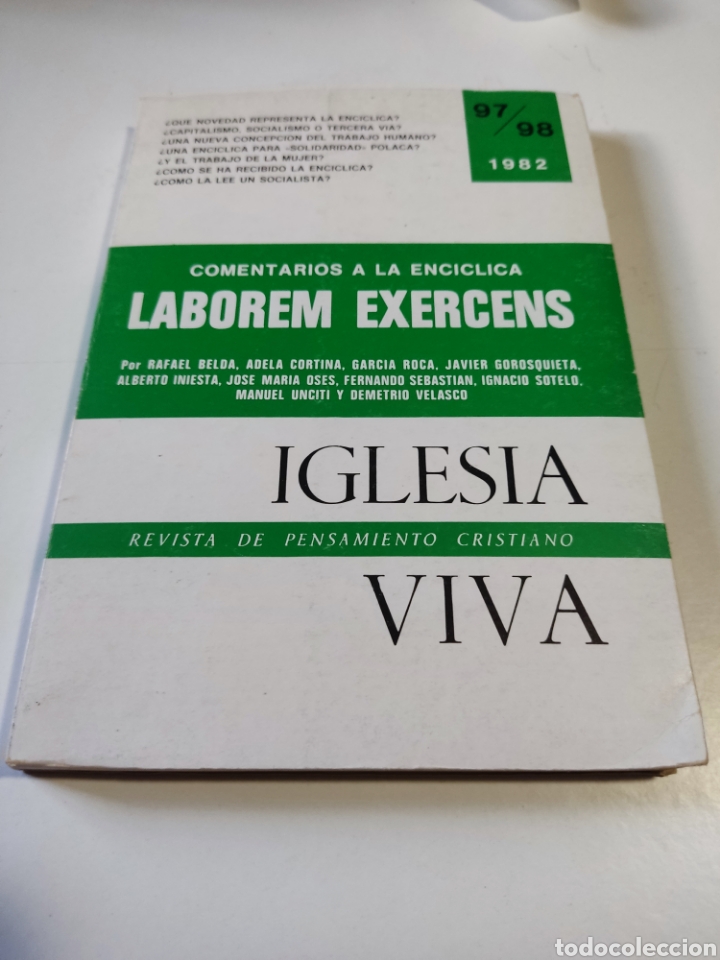 ¿QUE NOVEDAD REPRESENTA LA ENCICLICA?
¿CAPITALISMO, SOCIALISMO O TERCERA VIA?
¿UNA NUEVA CONCEPCION DEL TRABAJO HUMANO?
¿UNA ENCICLICA PARA «SOLIDARIDAD» POLACA?
¿Y EL TRABAJO DE LA MUJER?
¿COMO SE HA RECIBIDO LA ENCICLICA?
¿COMO LA LEE UN SOCIALISTA?
97/98
1982
COMENTARIOS A LA ENCICLICA
LABOREM EXERCENS
Por RAFAEL BELDA, ADELA CORTINA, GARCIA ROCA, JAVIER GOROSQUIETA,
ALBERTO INIESTA, JOSE MARIA OSES, FERNANDO SEBASTIAN, IGNACIO SOTELO,
MANUEL UNCITI Y DEMETRIO VELASCO
IGLESIA
REVISTA DE PENSAMIENTO CRISTIANO
VIVA
todocoleccion